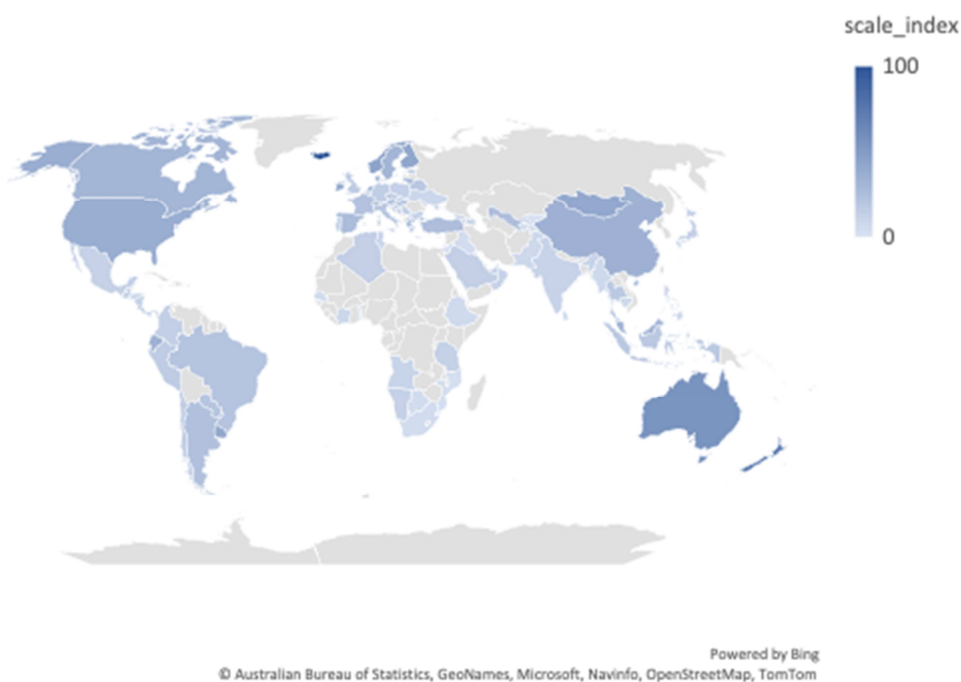 scale_index
100
0
Powered by Bing
© Australian Bureau of Statistics, GeoNames, Microsoft, Navinfo, OpenStreetMap, TomTom